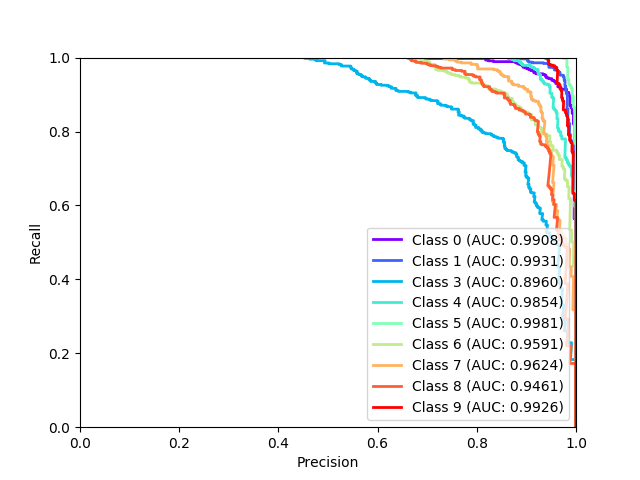 1.0
0.8
0.6
0.4
0.2
0.0
Recall
Class 0 (AUC: 0.9908)
Class 1 (AUC: 0.9931)
Class 3 (AUC: 0.8960)
Class 4 (AUC: 0.9854)
Class 5 (AUC: 0.9981)
Class 6 (AUC: 0.9591)
Class 7 (AUC: 0.9624)
Class 8 (AUC: 0.9461)
Class 9 (AUC: 0.9926)
0.0 0.2 0.4 0.6 0.8 1.0
Precision